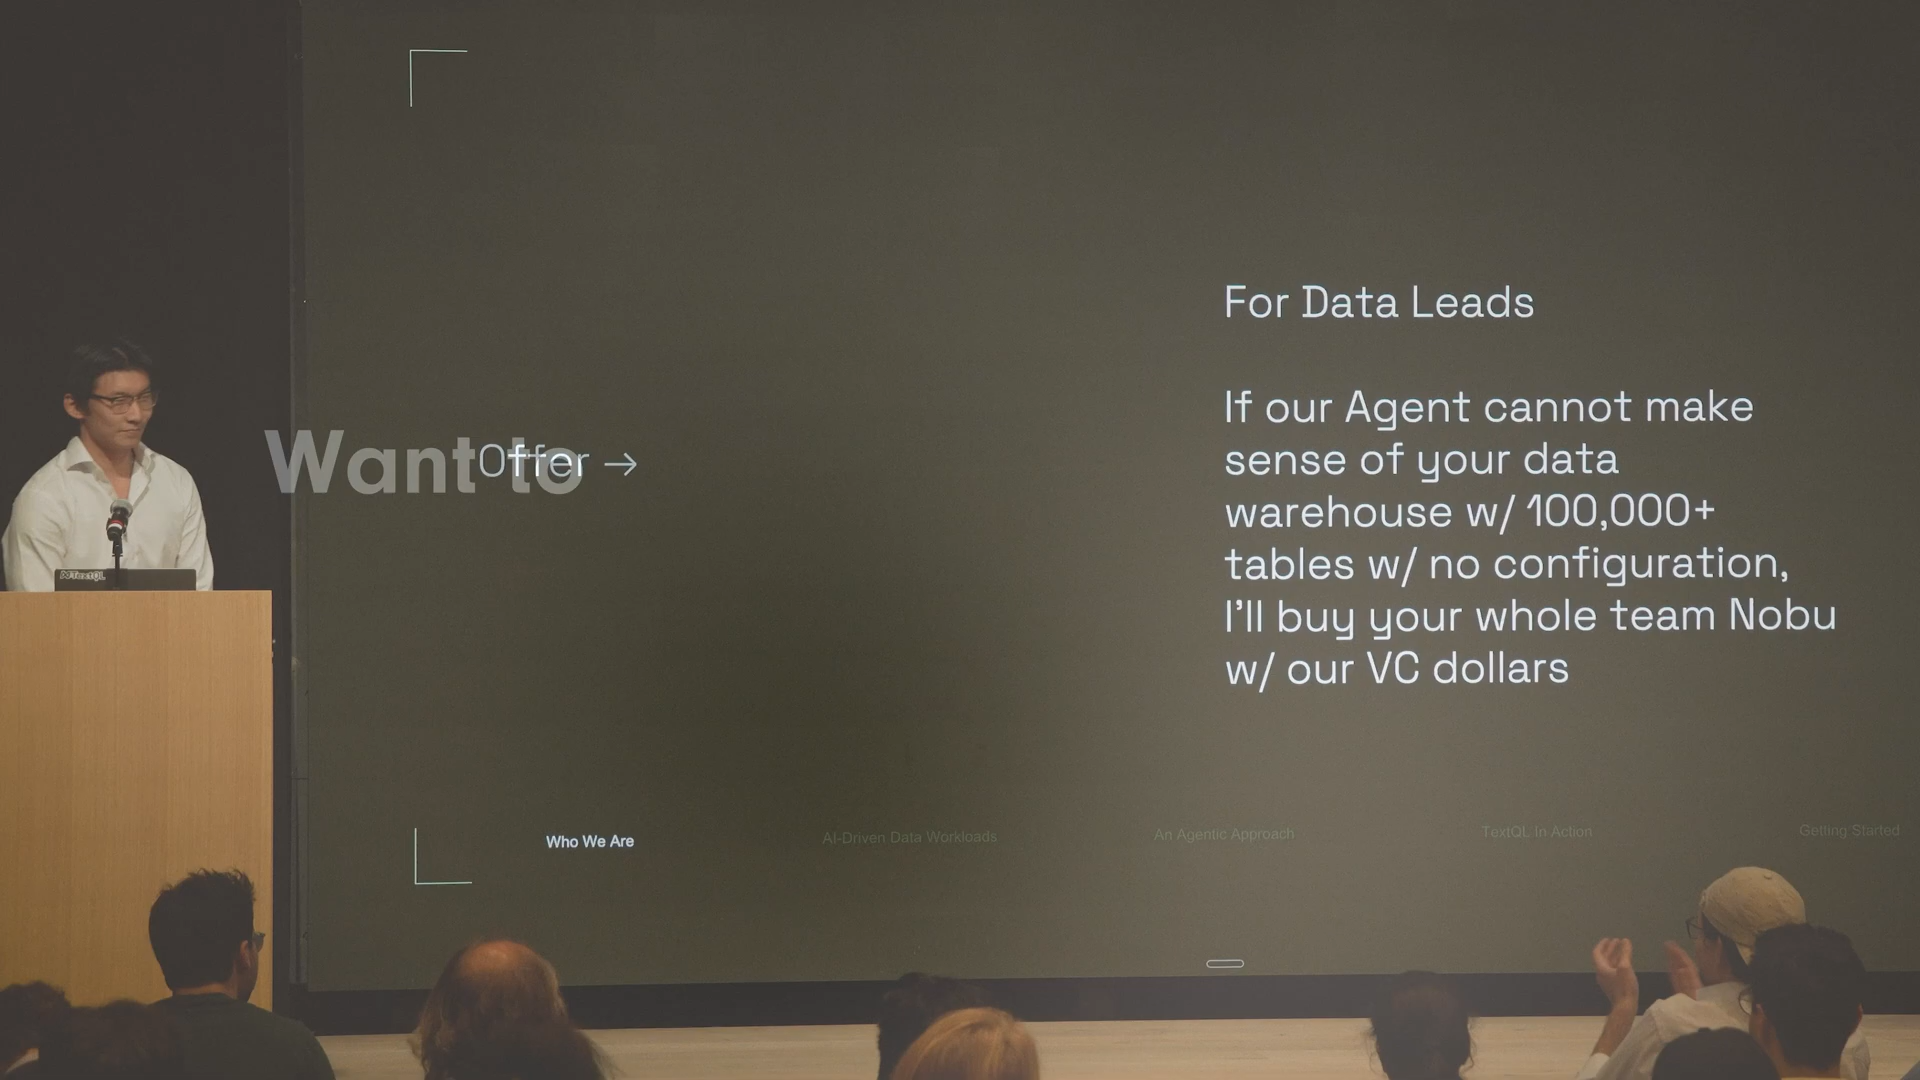 For Data Leads
If our Agent cannot make
sense of your data
warehouse w/ 100,000+
tables w/ no configuration,
I'll buy your whole team Nobu
w/ our VC dollars
Want to
Offer →
TextQL
Who We Are
AI-Driven Data Workloads
An Agentic Approach
TextQL In Action
Getting Started